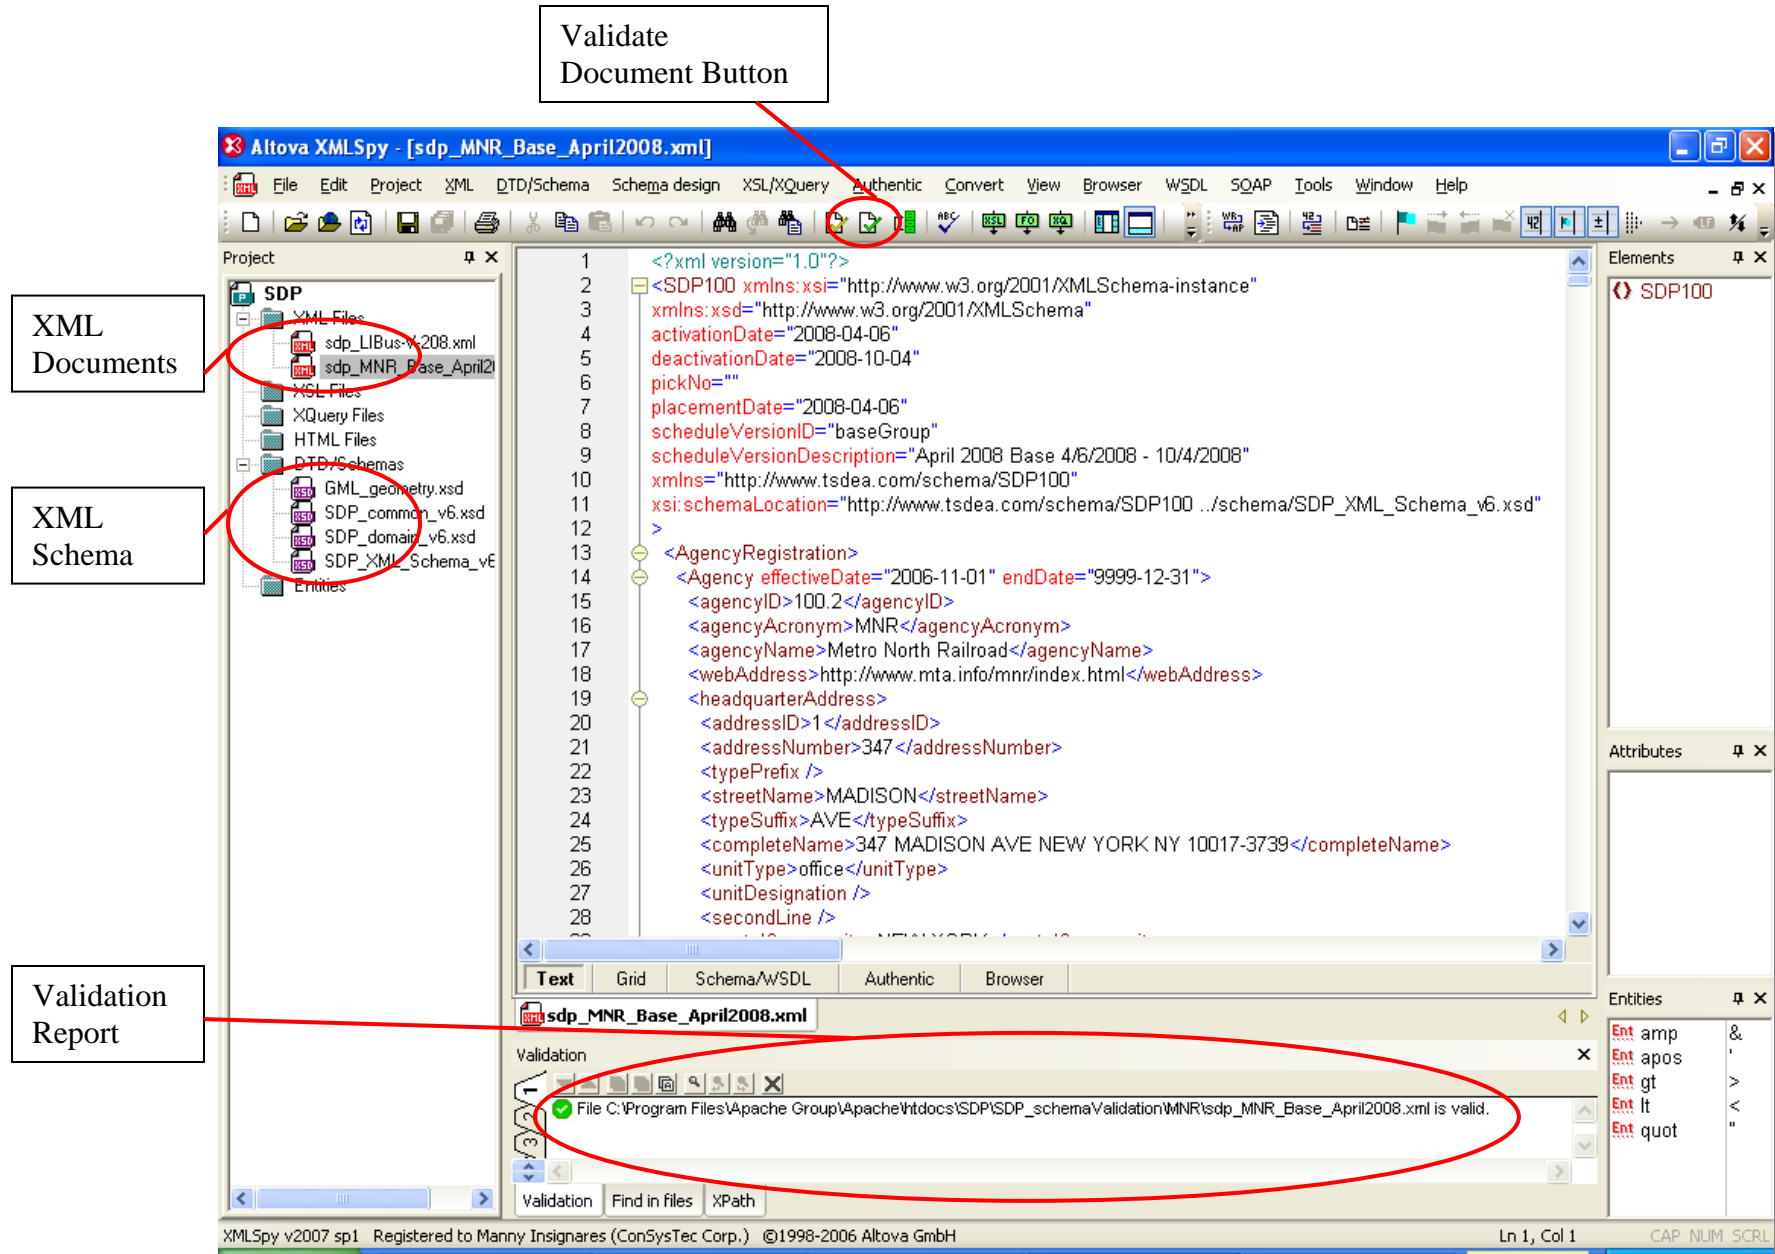 Validate
Document Button
Altova XMLSpy - [sdp_MNR_Base_April2008.xml]
File Edit Project XML DTD/Schema Schema design XSL/XQuery Authentic Convert View Browser WSDL SOAP Tools Window Help
Project
SDP
XML Files
sdp_LIBus-V-208.xml
sdp_MNR_Base_April2
XSL Files
XQuery Files
HTML Files
DTD/Schemas
GML_geometry.xsd
SDP_common_v6.xsd
SDP_domain_v6.xsd
SDP_XML_Schema_v6
Entities
XML
Documents
XML
Schema
Validation
Report
1 <?xml version="1.0"?>
2 <SDP100 xmlns:xsi="http://www.w3.org/2001/XMLSchema-instance"
3 xmlns:xsd="http://www.w3.org/2001/XMLSchema"
4 activationDate="2008-04-06"
5 deactivationDate="2008-10-04"
6 pickNo=""
7 placementDate="2008-04-06"
8 scheduleVersionID="baseGroup"
9 scheduleVersionDescription="April 2008 Base 4/6/2008 - 10/4/2008"
10 xmlns="http://www.tsdea.com/schema/SDP100"
11 xsi:schemaLocation="http://www.tsdea.com/schema/SDP100 ../schema/SDP_XML_Schema_v6.xsd"
12 >
13 <AgencyRegistration>
14 <Agency effectiveDate="2006-11-01" endDate="9999-12-31">
15 <agencyID>100.2</agencyID>
16 <agencyAcronym>MNR</agencyAcronym>
17 <agencyName>Metro North Railroad</agencyName>
18 <webAddress>http://www.mta.info/mnr/index.html</webAddress>
19 <headquarterAddress>
20 <addressID>1</addressID>
21 <addressNumber>347</addressNumber>
22 <typePrefix />
23 <streetName>MADISON</streetName>
24 <typeSuffix>AVE</typeSuffix>
25 <completeName>347 MADISON AVE NEW YORK NY 10017-3739</completeName>
26 <unitType>office</unitType>
27 <unitDesignation />
28 <secondLine />
Text Grid Schema/WSDL Authentic Browser
sdp_MNR_Base_April2008.xml
Validation
1
2
3
File C:\Program Files\Apache Group\Apache\htdocs\SDP\SDP_schemaValidation\MNR\sdp_MNR_Base_April2008.xml is valid.
Validation Find in files XPath
Elements
SDP100
Attributes
Entities
Ent amp &
Ent apos '
Ent gt >
Ent lt <
Ent quot "
XMLSpy v2007 sp1 Registered to Manny Insignares (ConSysTec Corp.) ©1998-2006 Altova GmbH Ln 1, Col 1 CAP NUM SCRL